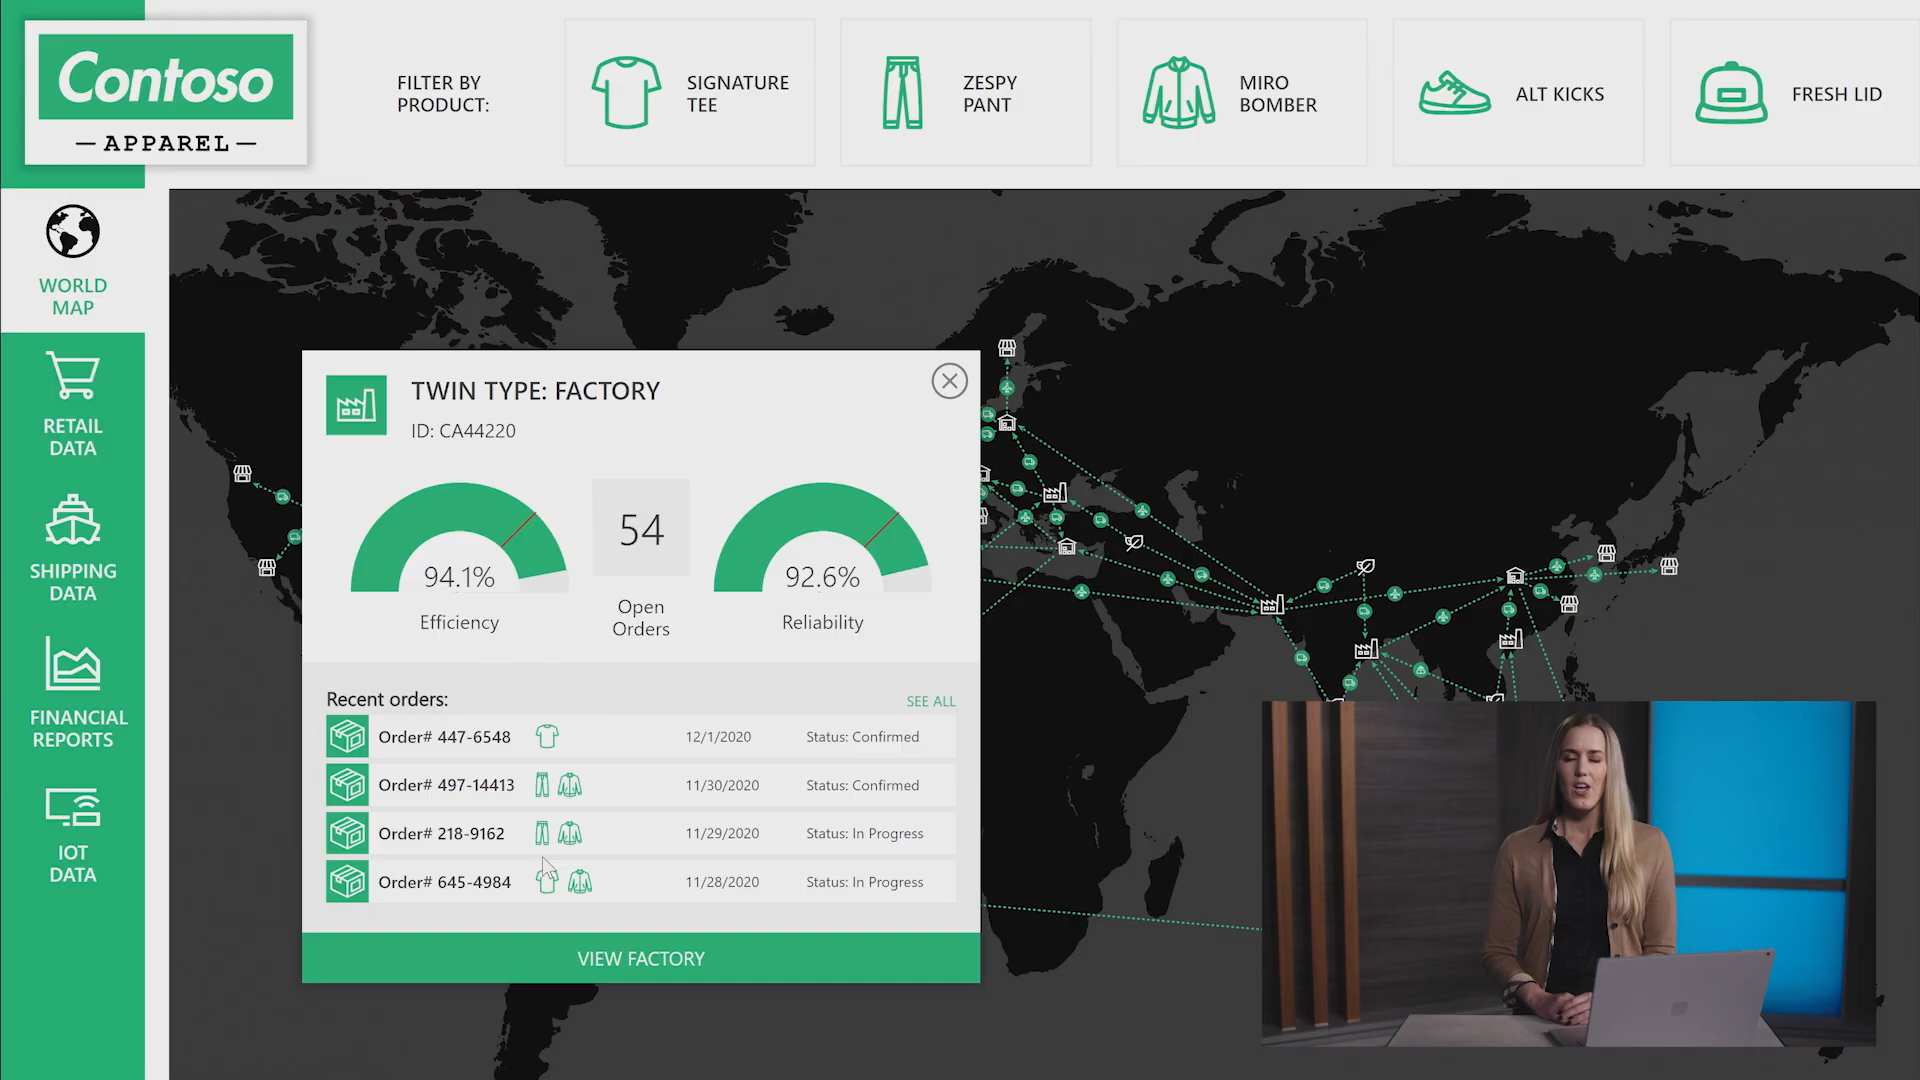 Contoso
APPAREL
FILTER BY
PRODUCT:
SIGNATURE
TEE
ZESPY
PANT
MIRO
BOMBER
ALT KICKS
FRESH LID
WORLD
MAP
RETAIL
DATA
SHIPPING
DATA
FINANCIAL
REPORTS
IOT
DATA
TWIN TYPE: FACTORY
ID: CA44220
94.1%
Efficiency
54
Open
Orders
92.6%
Reliability
Recent orders:
SEE ALL
Order# 447-6548 12/1/2020 Status: Confirmed
Order# 497-14413 11/30/2020 Status: Confirmed
Order# 218-9162 11/29/2020 Status: In Progress
Order# 645-4984 11/28/2020 Status: In Progress
VIEW FACTORY